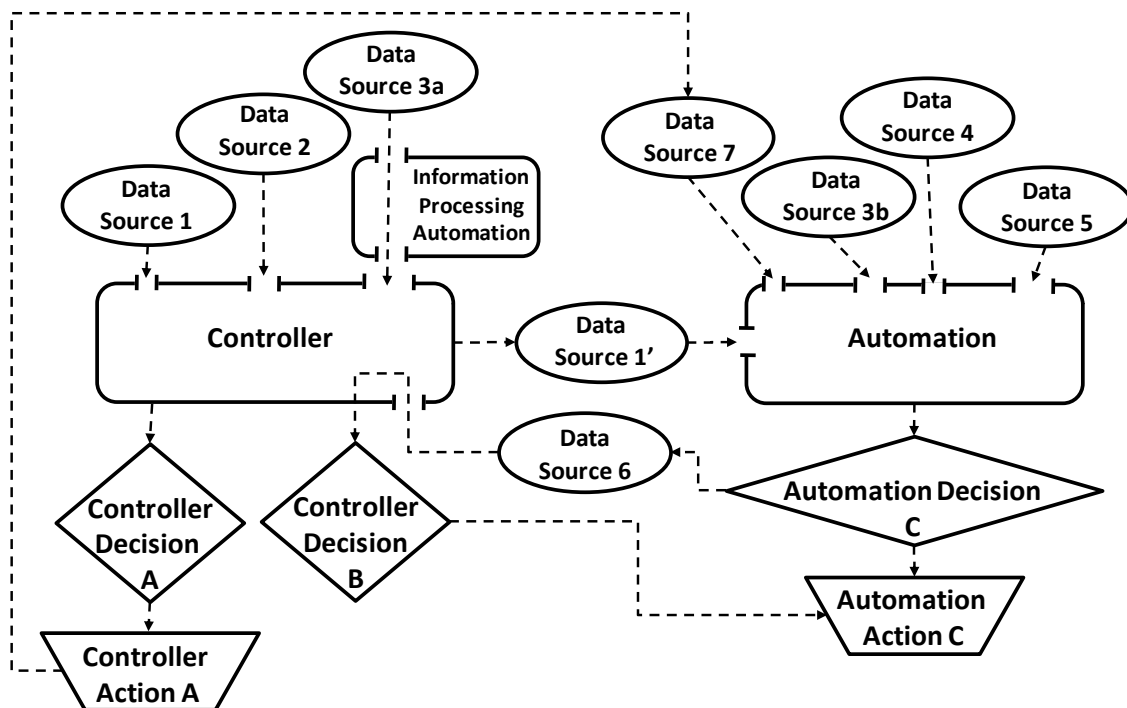 Data
Source 3a
Data
Source 2
Data
Source 1
Information
Processing
Automation
Data
Source 7
Data
Source 4
Data
Source 3b
Data
Source 5
Controller
Data
Source 1’
Automation
Data
Source 6
Controller
Decision
A
Controller
Decision
B
Automation Decision
C
Automation
Action C
Controller
Action A